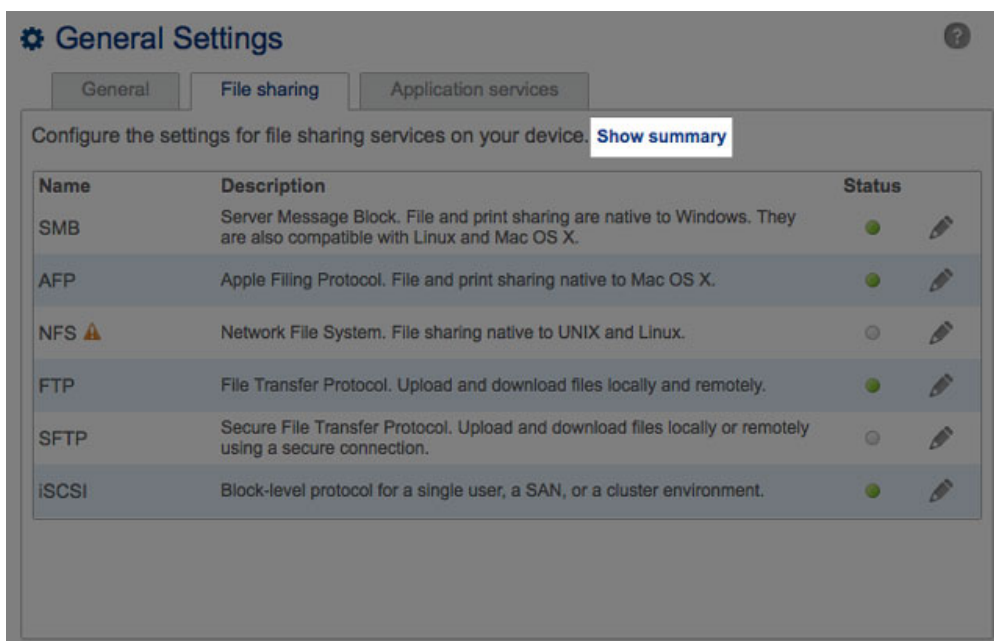 General Settings
?
General File sharing Application services
Configure the settings for file sharing services on your device. Show summary
Name Description Status
SMB Server Message Block. File and print sharing are native to Windows. They
are also compatible with Linux and Mac OS X.
AFP Apple Filing Protocol. File and print sharing native to Mac OS X.
NFS Network File System. File sharing native to UNIX and Linux.
FTP File Transfer Protocol. Upload and download files locally and remotely.
SFTP Secure File Transfer Protocol. Upload and download files locally or remotely
using a secure connection.
iSCSI Block-level protocol for a single user, a SAN, or a cluster environment.